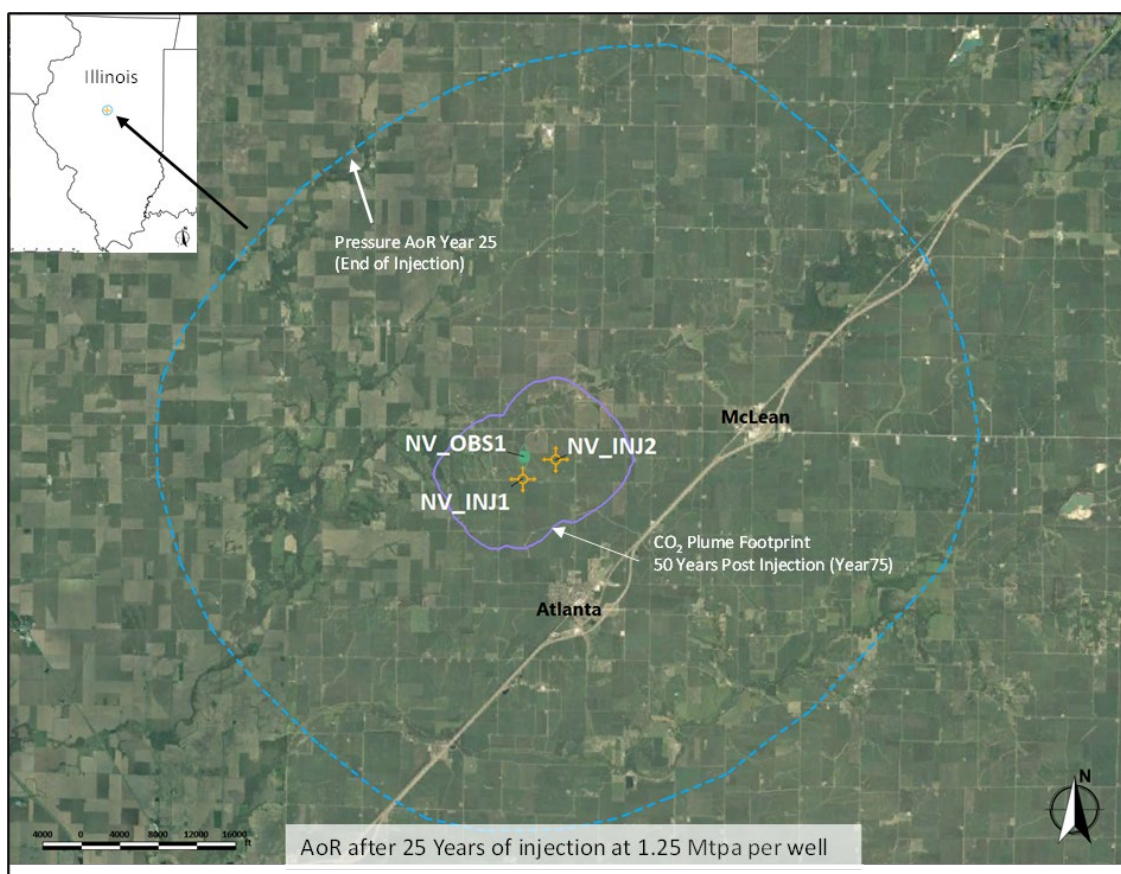 Illinois
N
Pressure AoR Year 25
(End of Injection)
McLean
NV_OBS1
NV_INJ2
NV_INJ1
CO₂ Plume Footprint
50 Years Post Injection (Year75)
Atlanta
N
4000 0 4000 8000 12000 16000
ft
AoR after 25 Years of injection at 1.25 Mtpa per well